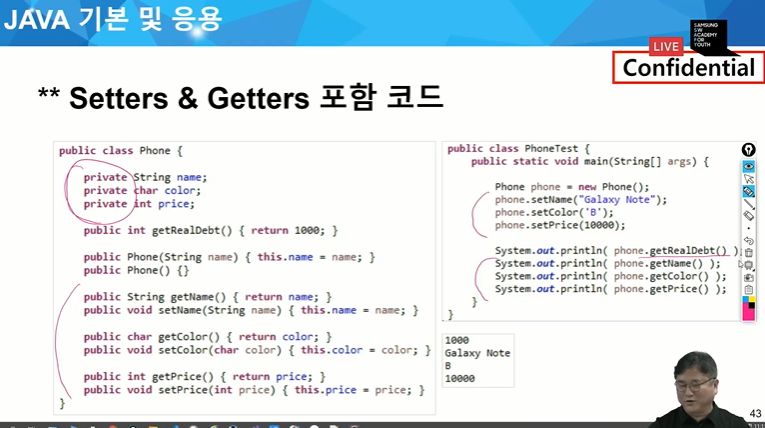 JAVA 기본 및 응용
SAMSUNG
SW
ACADEMY
FOR
YOUTH
LIVE
Confidential
** Setters & Getters 포함 코드
public class Phone {
private String name;
private char color;
private int price;
public int getRealDebt() { return 1000; }
public Phone(String name) { this.name = name; }
public Phone() {}
public String getName() { return name; }
public void setName(String name) { this.name = name; }
public char getColor() { return color; }
public void setColor(char color) { this.color = color; }
public int getPrice() { return price; }
public void setPrice(int price) { this.price = price; }
}
public class PhoneTest {
public static void main(String[] args) {
Phone phone = new Phone();
phone.setName("Galaxy Note");
phone.setColor('B');
phone.setPrice(10000);
System.out.println( phone.getRealDebt() );
System.out.println( phone.getName() );
System.out.println( phone.getColor() );
System.out.println( phone.getPrice() );
}
}
1000
Galaxy Note
B
10000
43